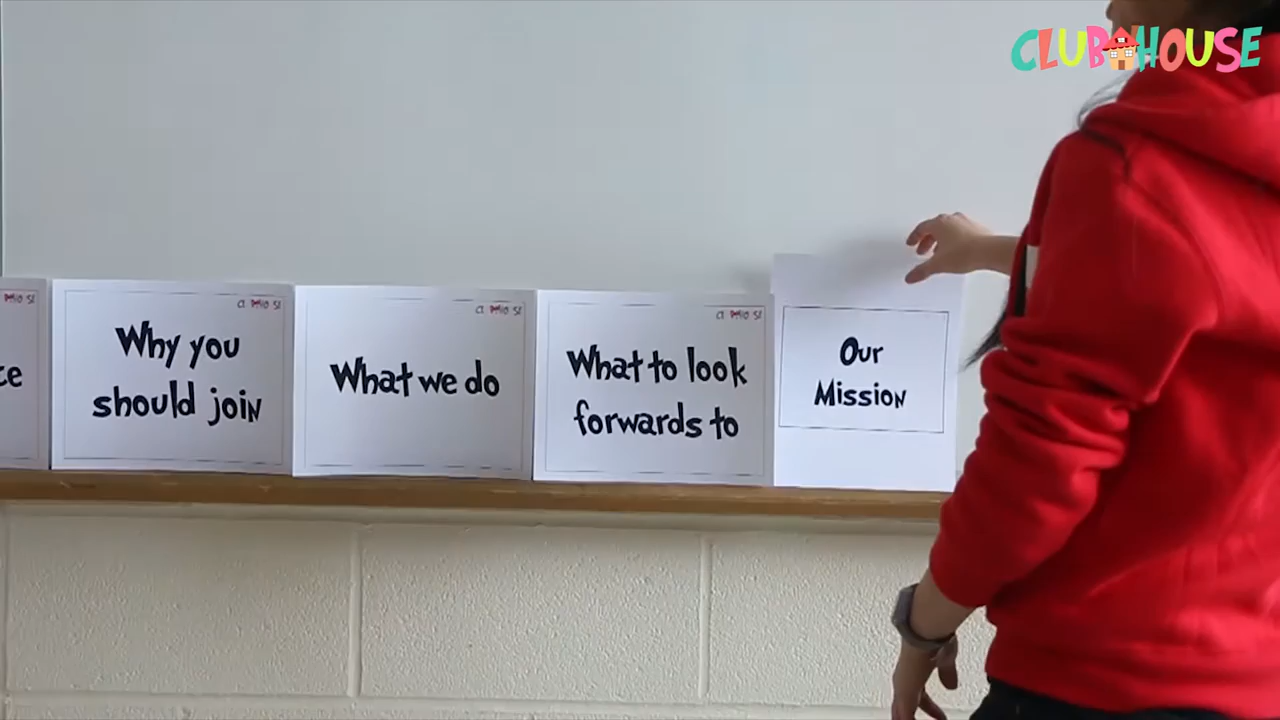 CLUBHOUSE
Why you
should join
What we do
What to look
forwards to
Our
Mission